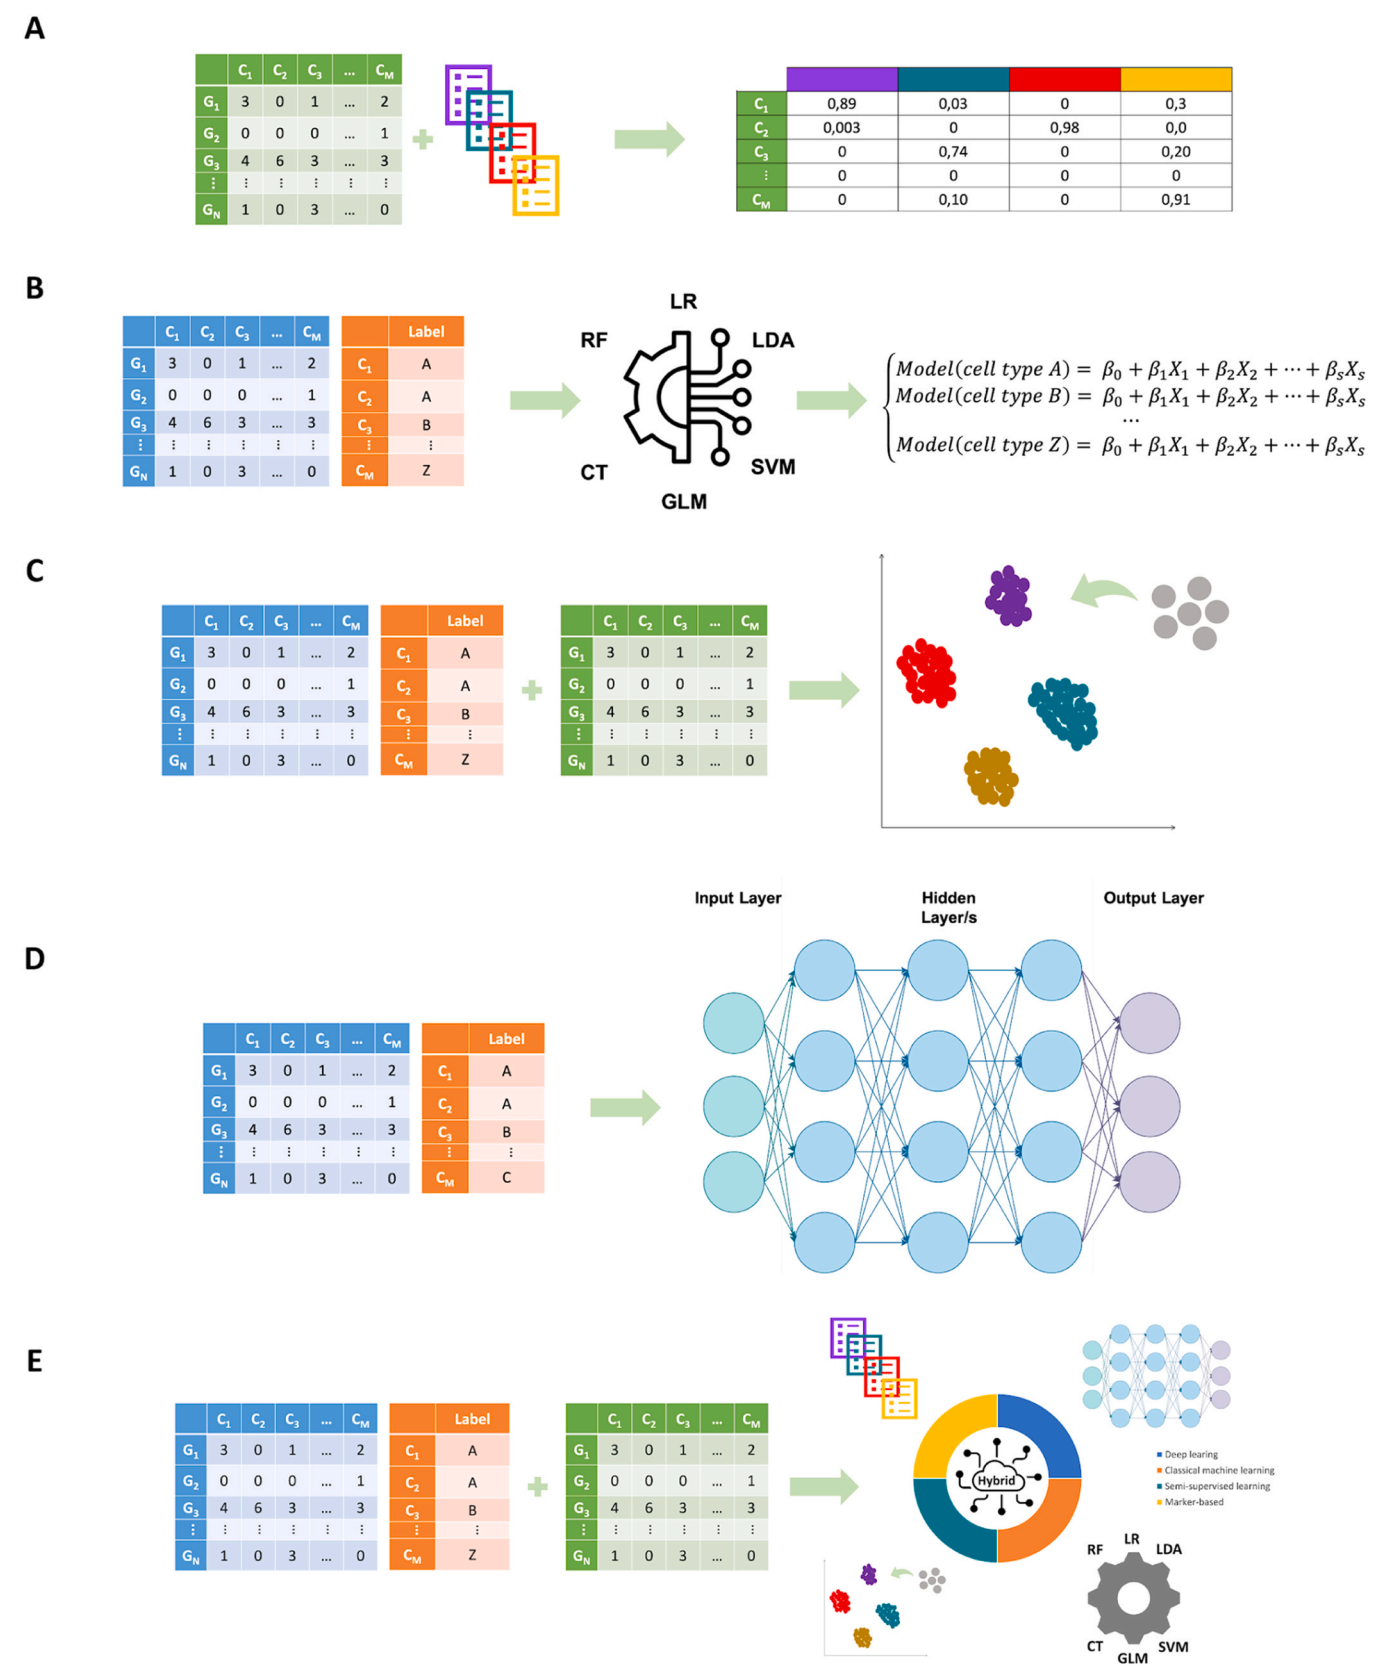 A
C1 C2 C3 ... CM
G1 3 0 1 ... 2
G2 0 0 0 ... 1
G3 4 6 3 ... 3
⋮ ⋮ ⋮ ⋮ ⋮ ⋮
GN 1 0 3 ... 0
C1 0,89 0,03 0 0,3
C2 0,003 0 0,98 0,0
C3 0 0,74 0 0,20
⋮ 0 0 0 0
CM 0 0,10 0 0,91
B
C1 C2 C3 ... CM
G1 3 0 1 ... 2
G2 0 0 0 ... 1
G3 4 6 3 ... 3
⋮ ⋮ ⋮ ⋮ ⋮ ⋮
GN 1 0 3 ... 0
Label
C1 A
C2 A
C3 B
⋮ ⋮
CM Z
LR
RF LDA
CT SVM
GLM
Model(cell type A) = β0 + β1X1 + β2X2 + ⋯ + βsXs
Model(cell type B) = β0 + β1X1 + β2X2 + ⋯ + βsXs
...
Model(cell type Z) = β0 + β1X1 + β2X2 + ⋯ + βsXs
C
C1 C2 C3 ... CM
G1 3 0 1 ... 2
G2 0 0 0 ... 1
G3 4 6 3 ... 3
⋮ ⋮ ⋮ ⋮ ⋮ ⋮
GN 1 0 3 ... 0
Label
C1 A
C2 A
C3 B
⋮ ⋮
CM Z
C1 C2 C3 ... CM
G1 3 0 1 ... 2
G2 0 0 0 ... 1
G3 4 6 3 ... 3
⋮ ⋮ ⋮ ⋮ ⋮ ⋮
GN 1 0 3 ... 0
D
C1 C2 C3 ... CM
G1 3 0 1 ... 2
G2 0 0 0 ... 1
G3 4 6 3 ... 3
⋮ ⋮ ⋮ ⋮ ⋮ ⋮
GN 1 0 3 ... 0
Label
C1 A
C2 A
C3 B
⋮ ⋮
CM C
Input Layer
Hidden
Layer/s
Output Layer
E
C1 C2 C3 ... CM
G1 3 0 1 ... 2
G2 0 0 0 ... 1
G3 4 6 3 ... 3
⋮ ⋮ ⋮ ⋮ ⋮ ⋮
GN 1 0 3 ... 0
Label
C1 A
C2 A
C3 B
⋮ ⋮
CM Z
C1 C2 C3 ... CM
G1 3 0 1 ... 2
G2 0 0 0 ... 1
G3 4 6 3 ... 3
⋮ ⋮ ⋮ ⋮ ⋮ ⋮
GN 1 0 3 ... 0
Hybrid
Deep learing
Classical machine learning
Semi-supervised learning
Marker-based
LR
RF LDA
CT SVM
GLM